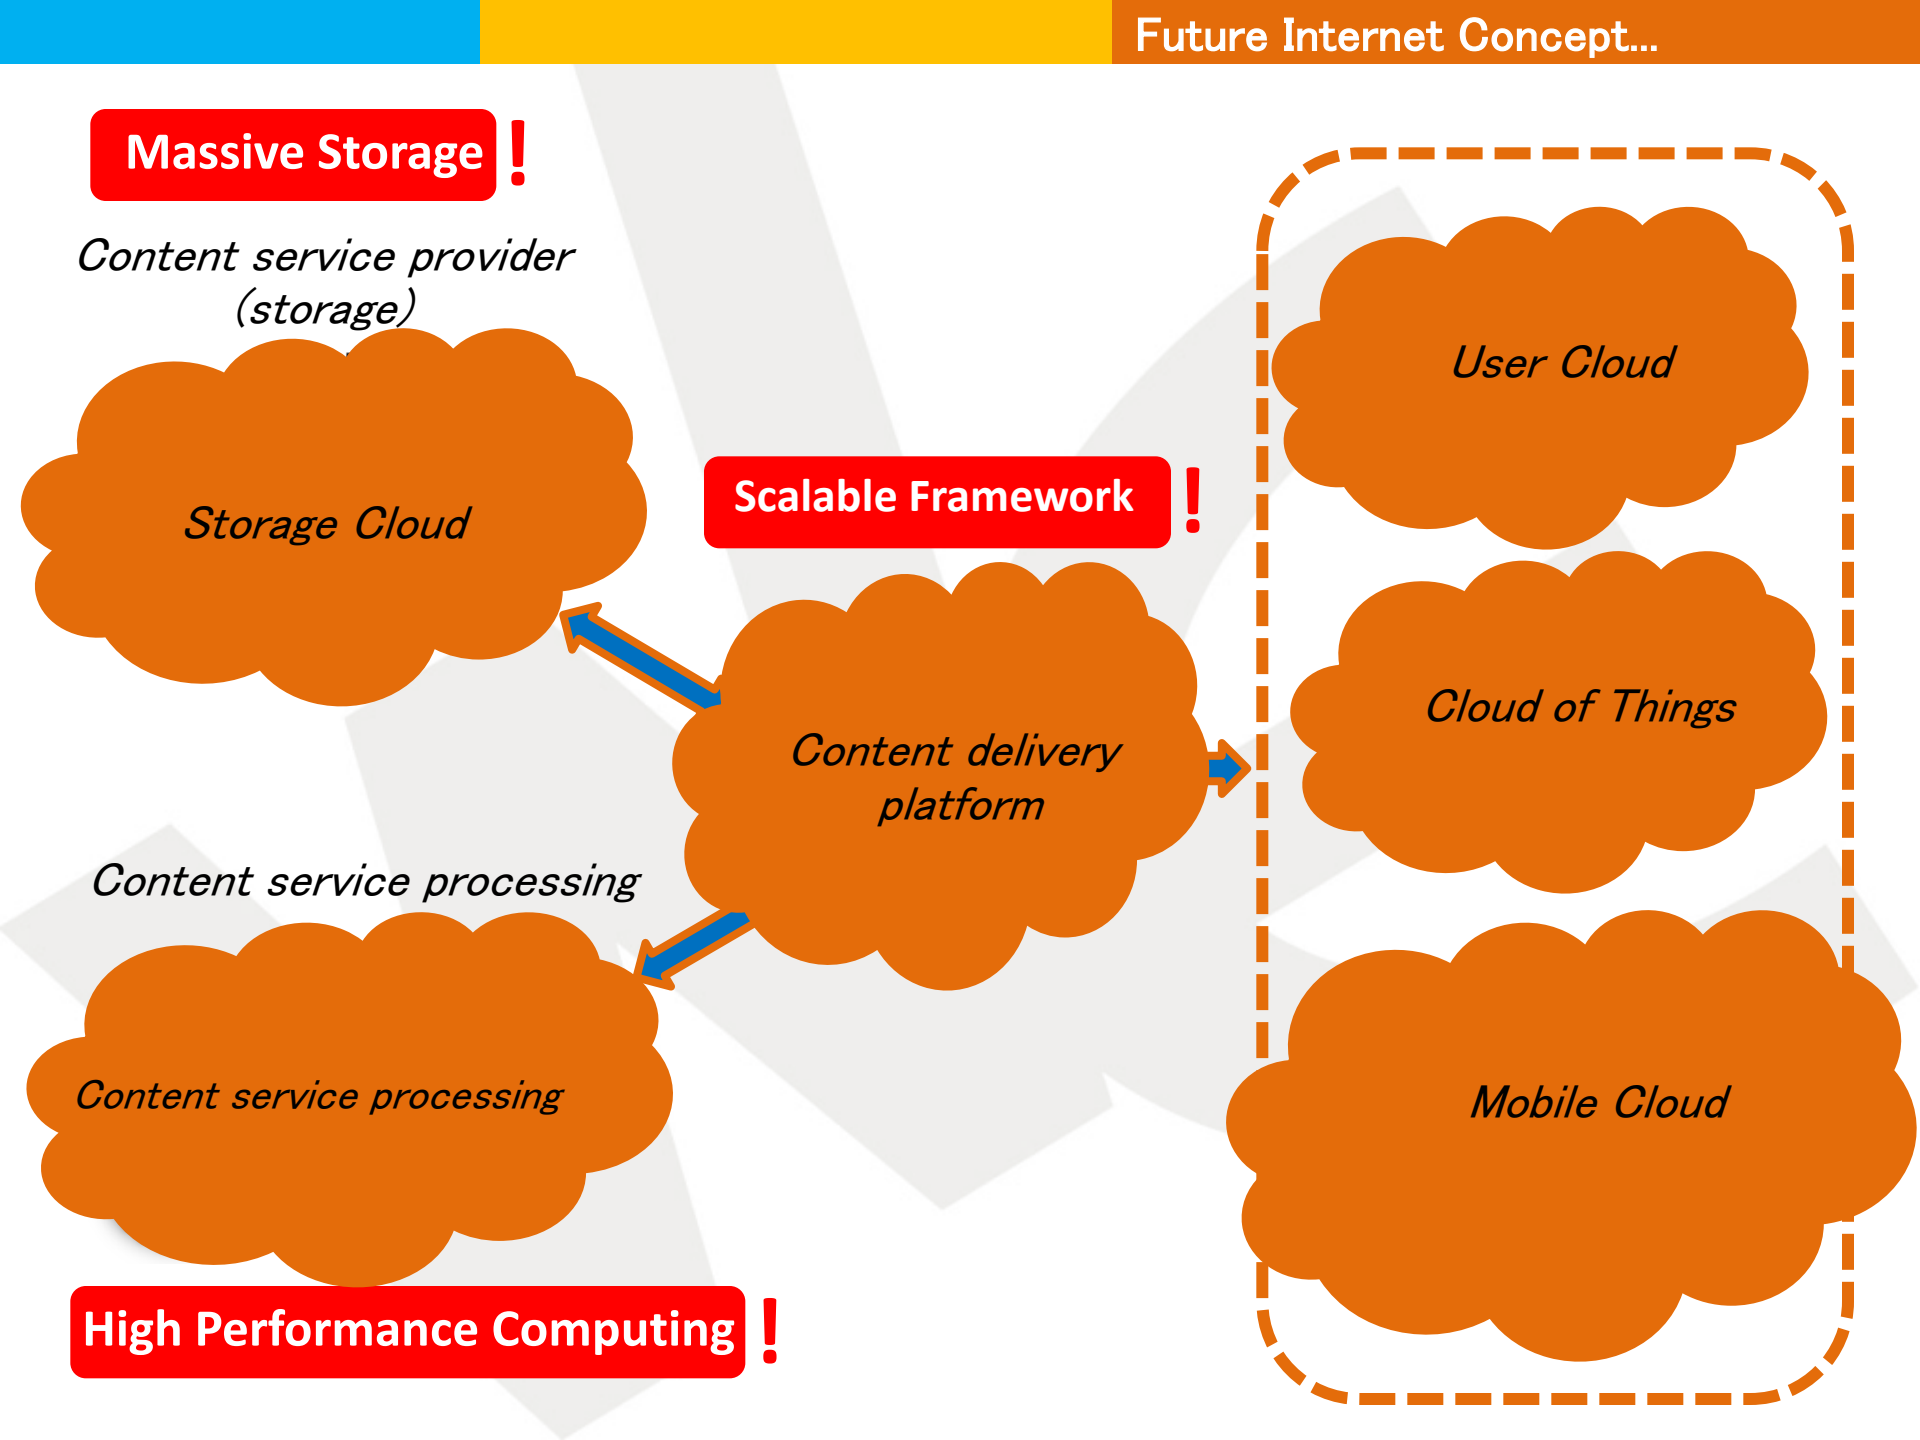 Future Internet Concept...
Massive Storage !
Content service provider
(storage)
Storage Cloud
Scalable Framework !
Content delivery
platform
Content service processing
Content service processing
High Performance Computing !
User Cloud
Cloud of Things
Mobile Cloud